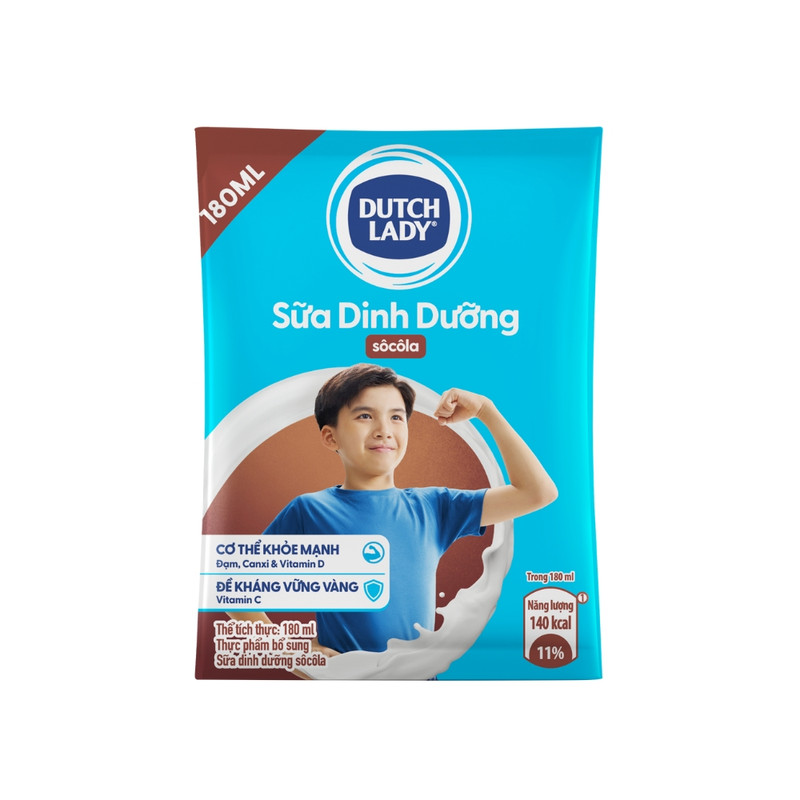 180ML
DUTCH
LADY®
Sữa Dinh Dưỡng
sôcôla
CƠ THỂ KHỎE MẠNH
Đạm, Canxi & Vitamin D
ĐỀ KHÁNG VỮNG VÀNG
Vitamin C
Thể tích thực: 180 ml
Thực phẩm bổ sung
Sữa dinh dưỡng sôcôla
Trong 180 ml
Năng lượng
140 kcal
11%
1